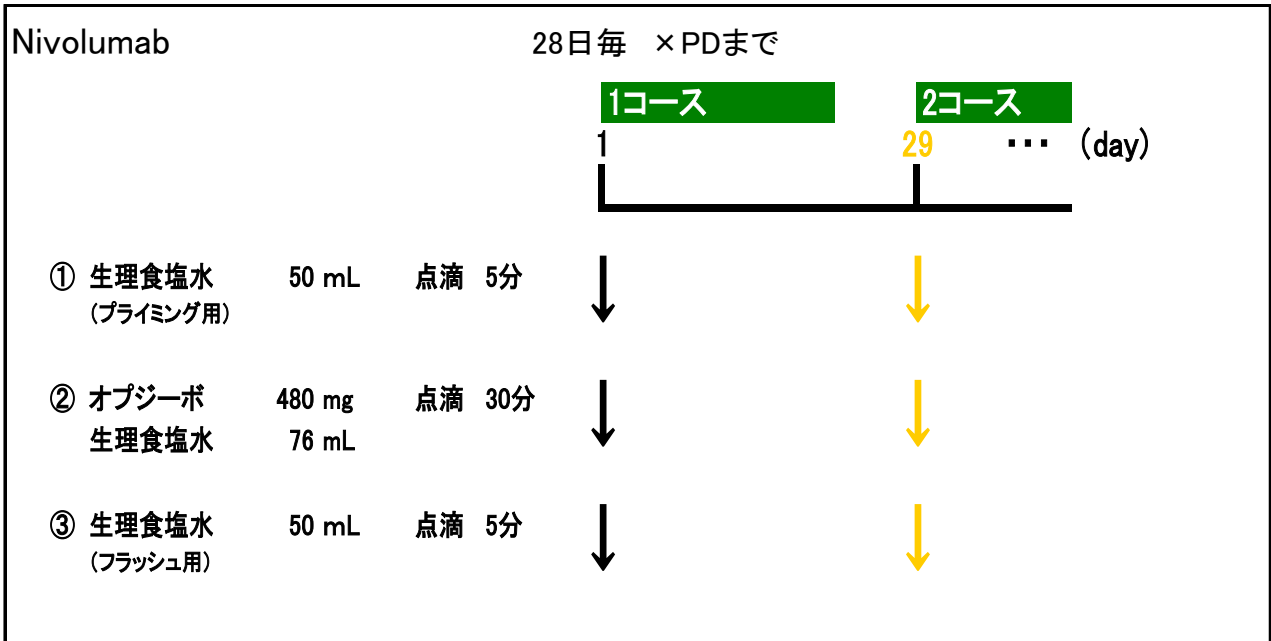 Nivolumab 28日毎 ×PDまで
1コース 2コース
1 29 ・・・ (day)
① 生理食塩水 50 mL 点滴 5分
(プライミング用)
② オプジーボ 480 mg 点滴 30分
生理食塩水 76 mL
③ 生理食塩水 50 mL 点滴 5分
(フラッシュ用)